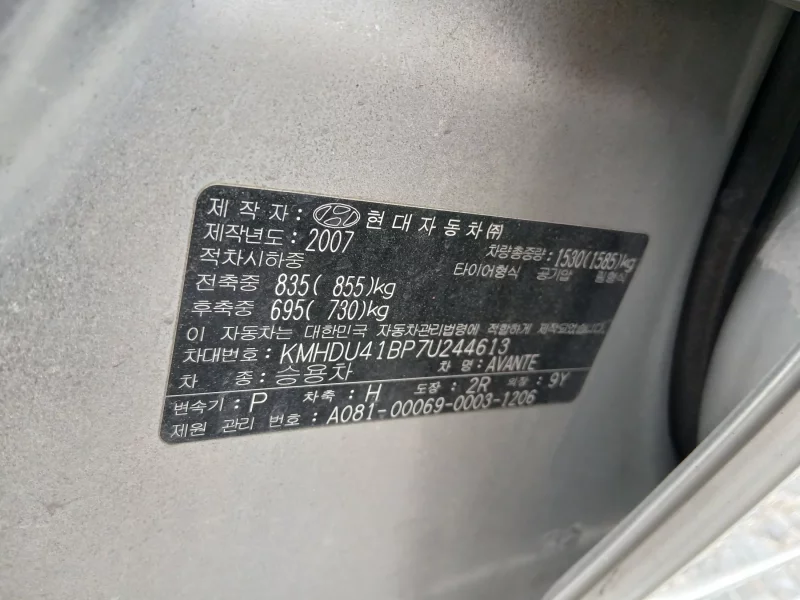 제 작 자 : 현대자동차㈜
제작년도 : 2007 차량총중량 : 1530(1585)kg
적차시하중 타이어형식 공기압 림형식
전축중 835( 855)kg
후축중 695( 730)kg
이 자동차는 대한민국 자동차관리법령에 적합하게 제작되었습니다.
차대번호 : KMHDU41BP7U244613
차 종 : 승용차 차 명 : AVANTE
변속기 : P 차축 : H 도장 : 2R 의장 : 9Y
제원 관리 번호 : A081-00069-0003-1206